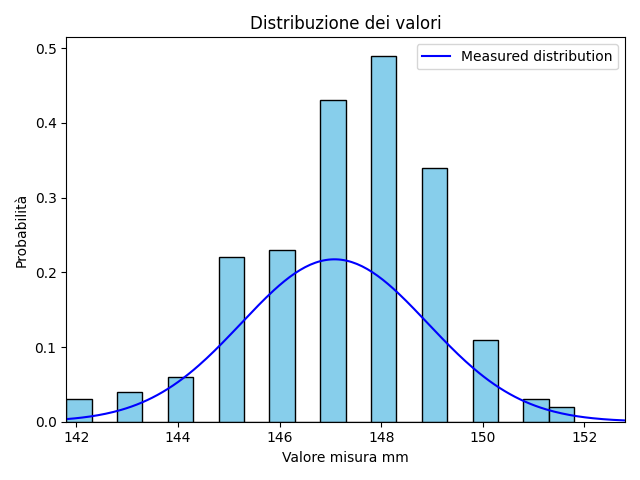 Distribuzione dei valori
Measured distribution
Probabilità
0.5
0.4
0.3
0.2
0.1
0.0
142 144 146 148 150 152
Valore misura mm